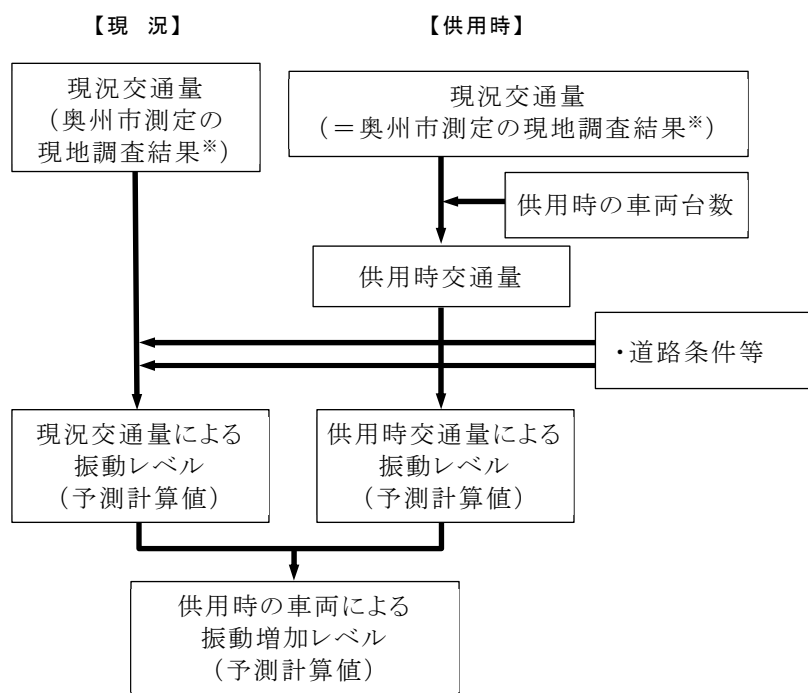 【現 況】
【供用時】
現況交通量
（奥州市測定の
現地調査結果※）
現況交通量
（＝奥州市測定の現地調査結果※）
供用時の車両台数
供用時交通量
・道路条件等
現況交通量による
振動レベル
（予測計算値）
供用時交通量による
振動レベル
（予測計算値）
供用時の車両による
振動増加レベル
（予測計算値）